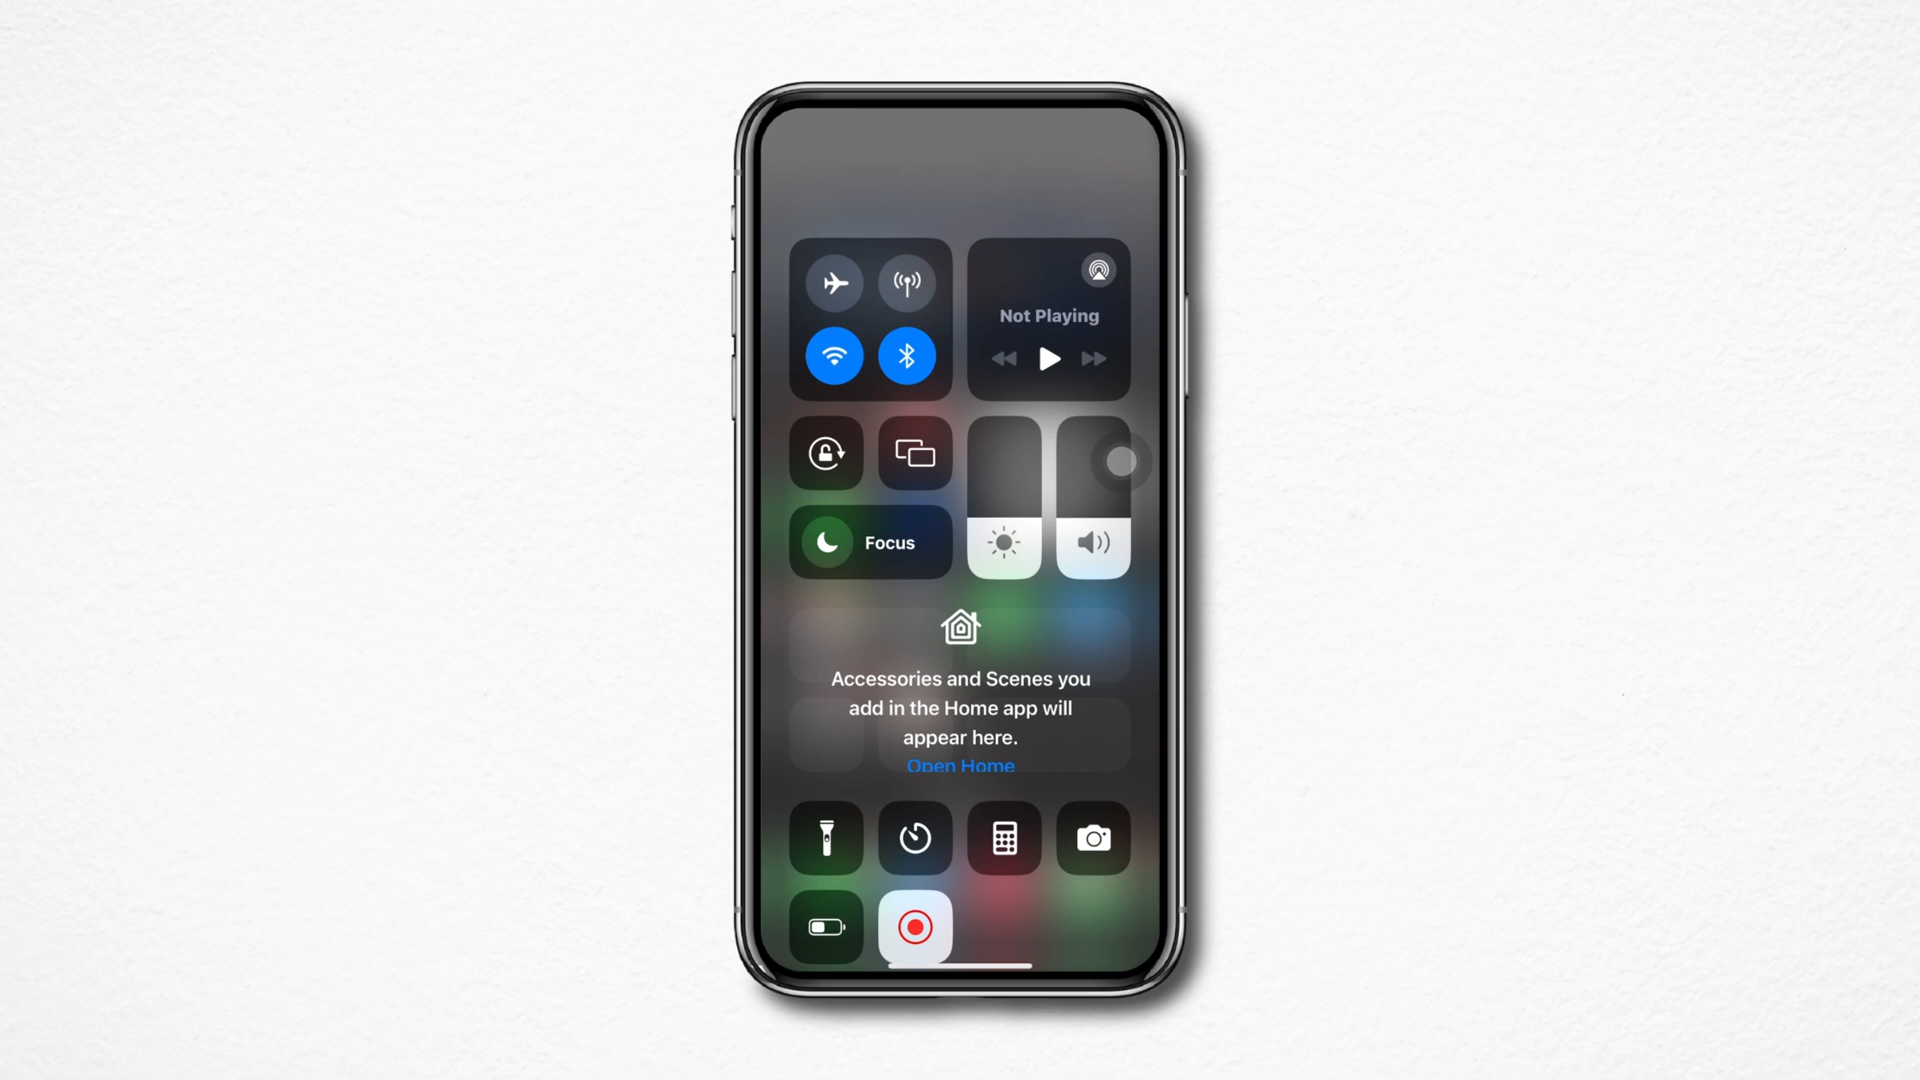 Not Playing
Focus
Accessories and Scenes you
add in the Home app will
appear here.
Open Home